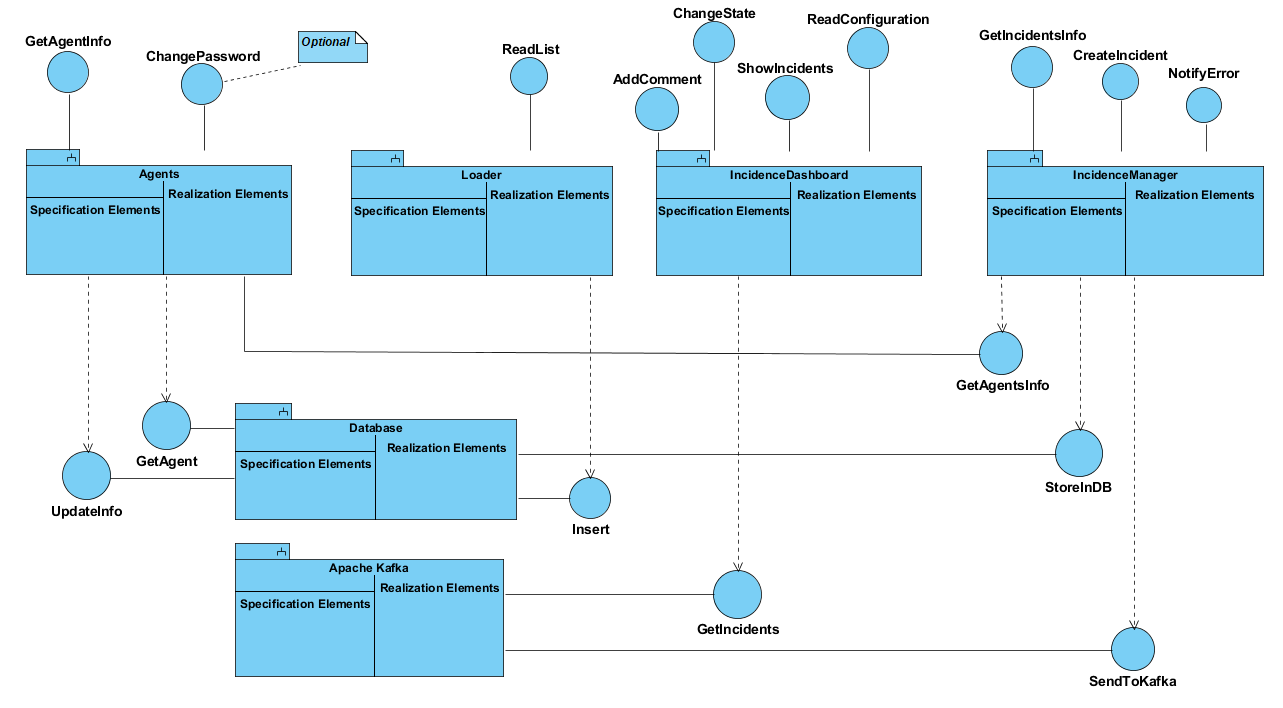 ChangeState
ReadConfiguration
GetAgentInfo
ChangePassword
Optional
ReadList
AddComment
ShowIncidents
GetIncidentsInfo
CreateIncident
NotifyError
Agents
Realization Elements
Specification Elements
Loader
Realization Elements
Specification Elements
IncidenceDashboard
Realization Elements
Specification Elements
IncidenceManager
Realization Elements
Specification Elements
GetAgentsInfo
GetAgent
UpdateInfo
Database
Realization Elements
Specification Elements
Insert
StoreInDB
Apache Kafka
Realization Elements
Specification Elements
GetIncidents
SendToKafka